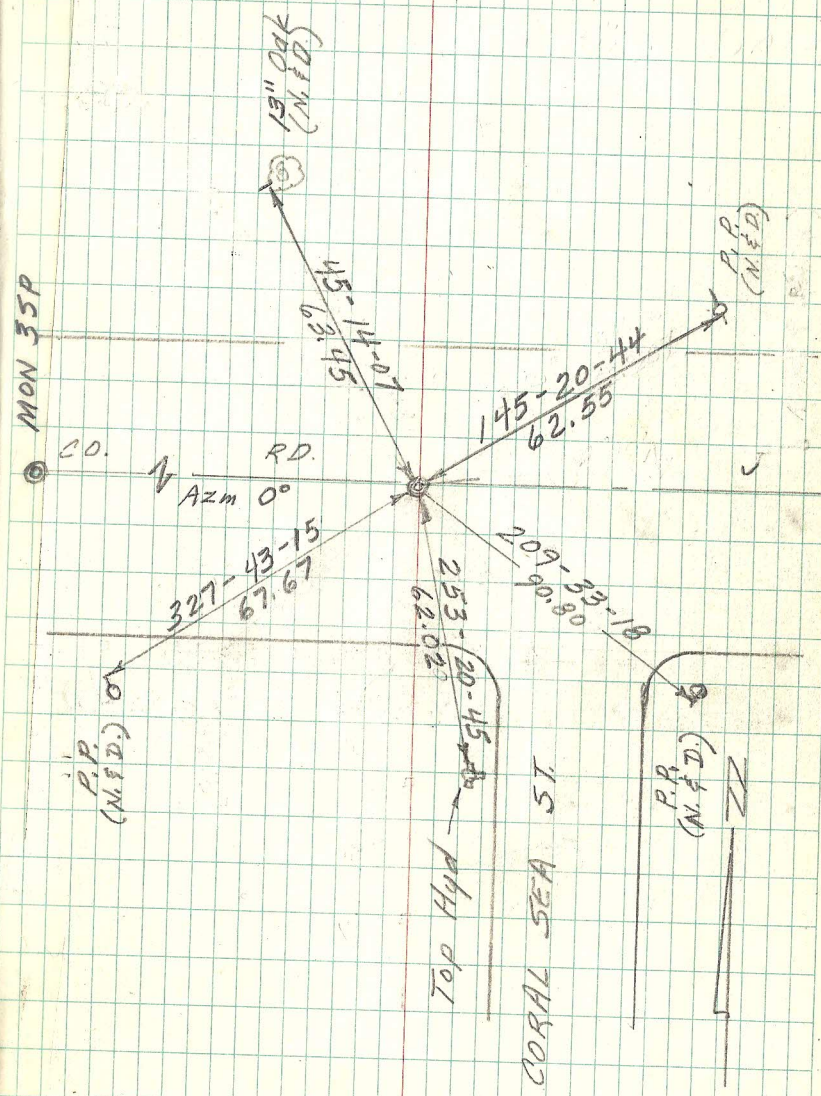 13" Oak
(N. & D.)
MON 35P
45-14-07
63.45
P.P.
(N. & D.)
145-20-44
62.55
CO. N RD.
Azm 0°
327-43-15
67.67
209-33-18
90.80
253-20-45
62.02
P.P.
(N. & D.)
P.P.
(N. & D.)
Top Hyd
CORAL SEA ST.